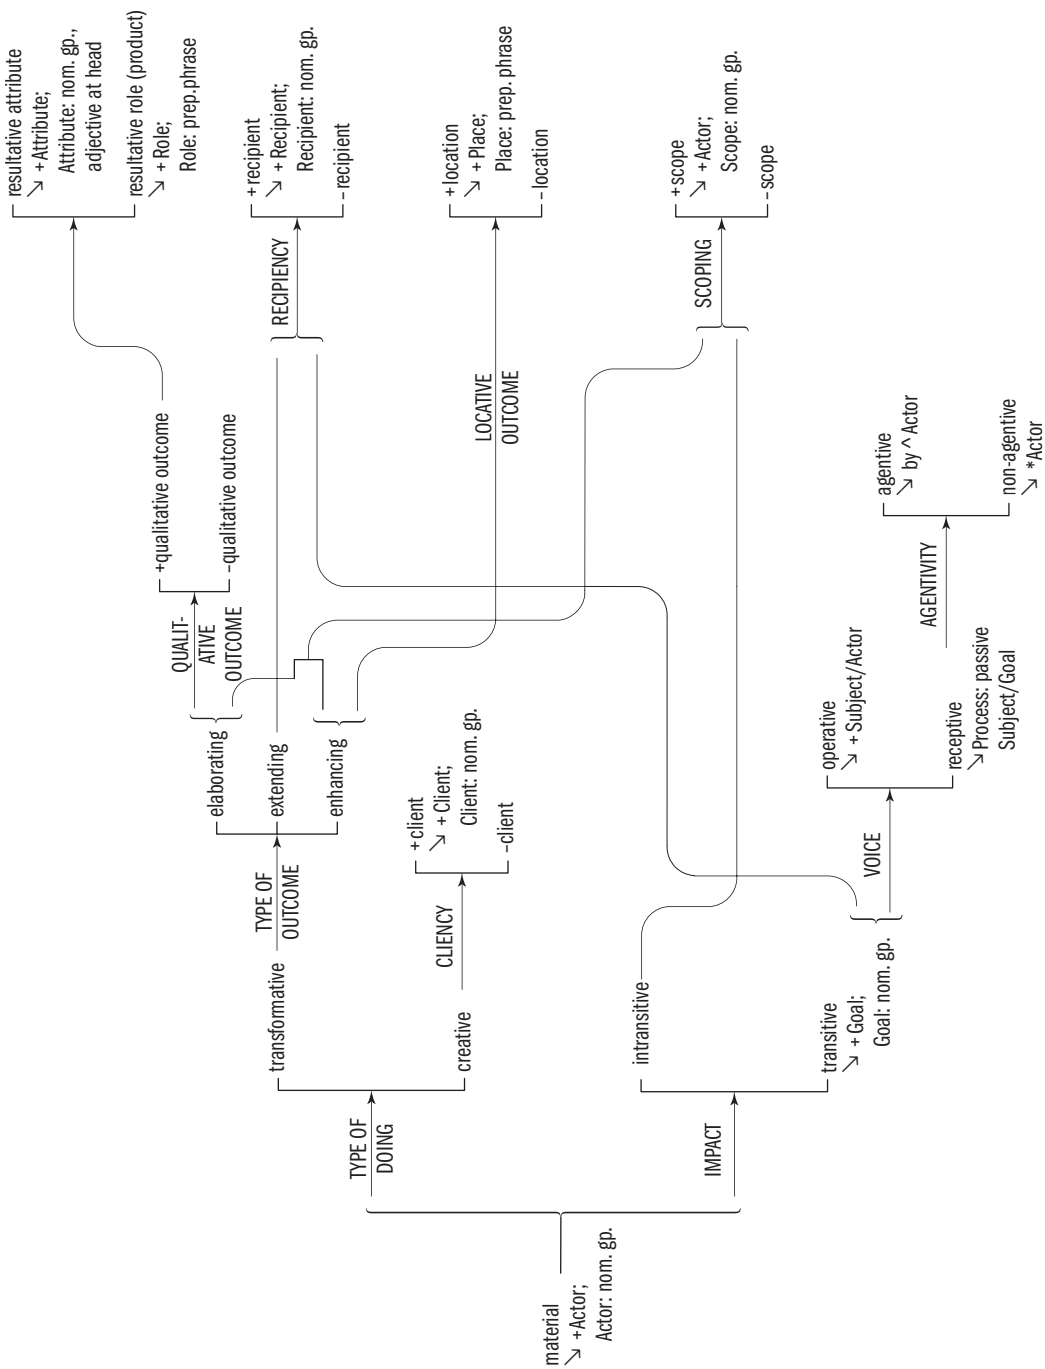 material
↘ +Actor;
Actor: nom. gp.
TYPE OF
DOING
transformative
creative
TYPE OF
OUTCOME
elaborating
extending
enhancing
QUALIT-
ATIVE
OUTCOME
+qualitative outcome
–qualitative outcome
resultative attribute
↘ +Attribute;
Attribute: nom. gp.,
adjective at head
resultative role (product)
↘ +Role;
Role: prep.phrase
RECIPIENCY
+recipient
↘ +Recipient;
Recipient: nom. gp.
–recipient
LOCATIVE
OUTCOME
+location
↘ +Place;
Place: prep. phrase
–location
CLIENCY
+client
↘ +Client;
Client: nom. gp.
–client
IMPACT
intransitive
transitive
↘ +Goal;
Goal: nom. gp.
SCOPING
+scope
↘ +Actor;
Scope: nom. gp.
–scope
VOICE
operative
↘ +Subject/Actor
receptive
↘ Process: passive
Subject/Goal
AGENTIVITY
agentive
↘ by ^ Actor
non-agentive
↘ *Actor